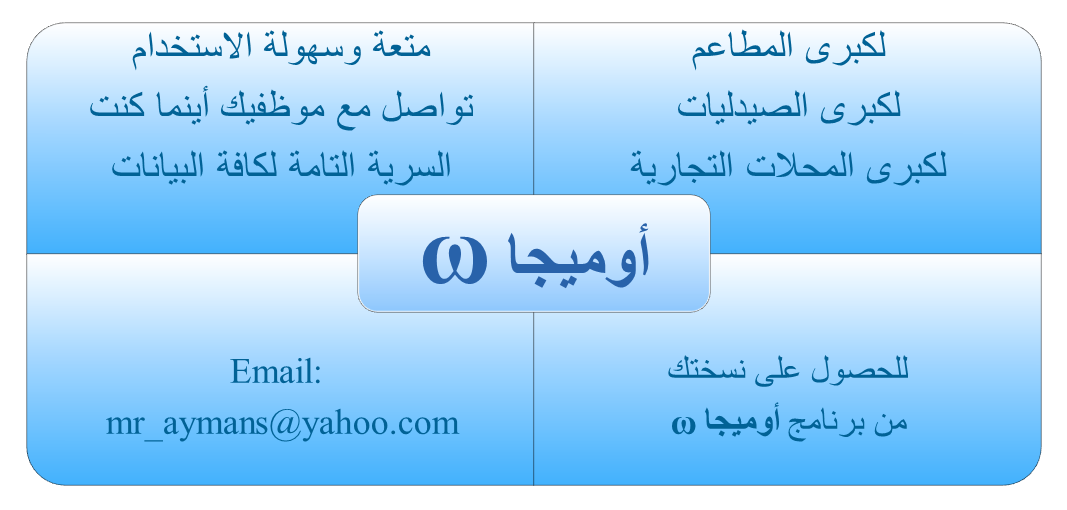 لكبرى المطاعم
لكبرى الصيدليات
لكبرى المحلات التجارية
متعة وسهولة الاستخدام
تواصل مع موظفيك أينما كنت
السرية التامة لكافة البيانات
أوميجا ω
للحصول على نسختك
من برنامج أوميجا ω
Email:
mr_aymans@yahoo.com